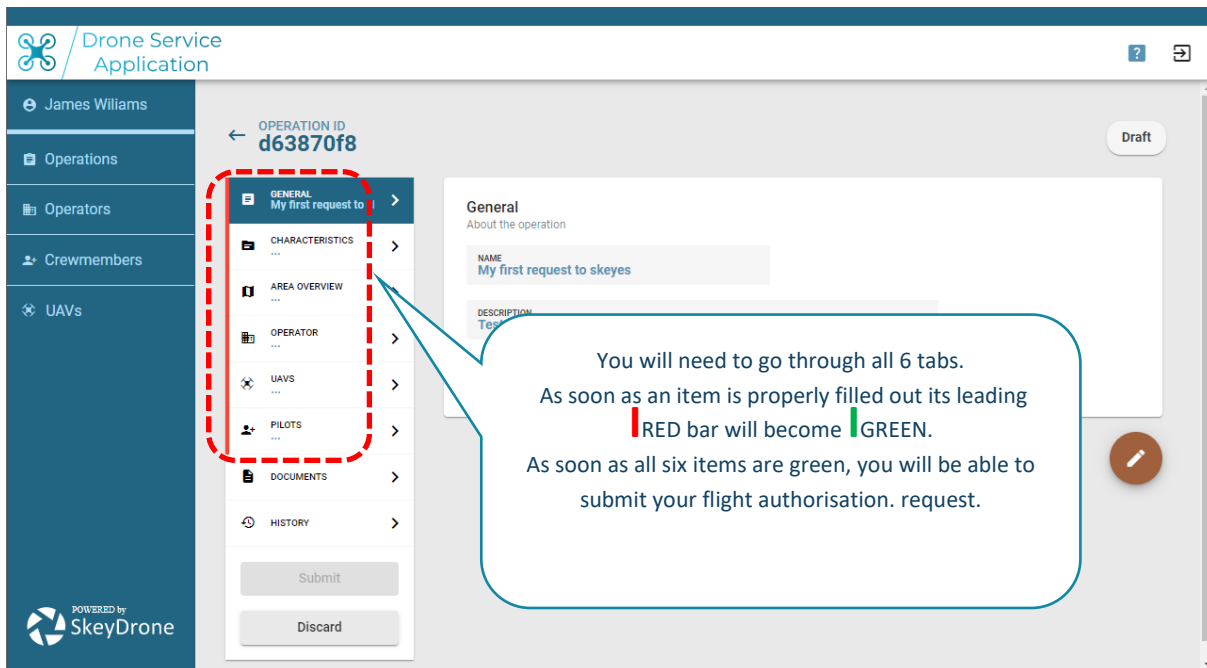 Drone Service
Application
?
James Wiliams
Operations
Operators
Crewmembers
UAVs
POWERED by
SkeyDrone
OPERATION ID
d63870f8
Draft
GENERAL
My first request to
CHARACTERISTICS
...
AREA OVERVIEW
...
OPERATOR
...
UAVS
...
PILOTS
...
DOCUMENTS
HISTORY
Submit
Discard
General
About the operation
NAME
My first request to skeyes
DESCRIPTION
You will need to go through all 6 tabs.
As soon as an item is properly filled out its leading
RED bar will become GREEN.
As soon as all six items are green, you will be able to
submit your flight authorisation. request.